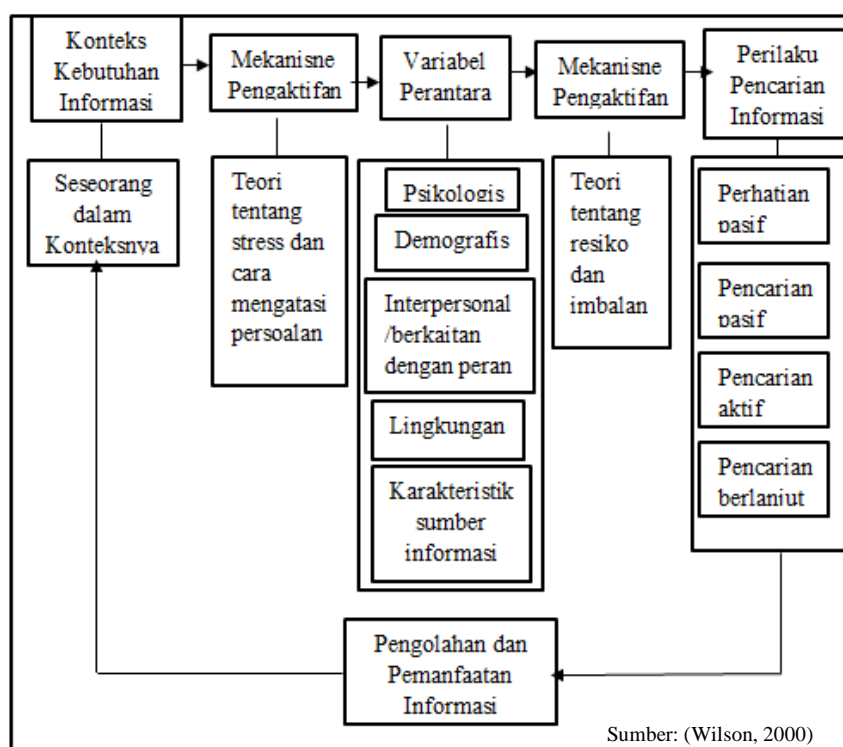 Konteks
Kebutuhan
Informasi
Mekanisne
Pengaktifan
Variabel
Perantara
Mekanisne
Pengaktifan
Perilaku
Pencarian
Informasi
Seseorang
dalam
Konteksnya
Teori
tentang
stress dan
cara
mengatasi
persoalan
Psikologis
Demografis
Interpersonal
/berkaitan
dengan peran
Lingkungan
Karakteristik
sumber
informasi
Teori
tentang
resiko
dan
imbalan
Perhatian
pasif
Pencarian
pasif
Pencarian
aktif
Pencarian
berlanjut
Pengolahan dan
Pemanfaatan
Informasi
Sumber: (Wilson, 2000)